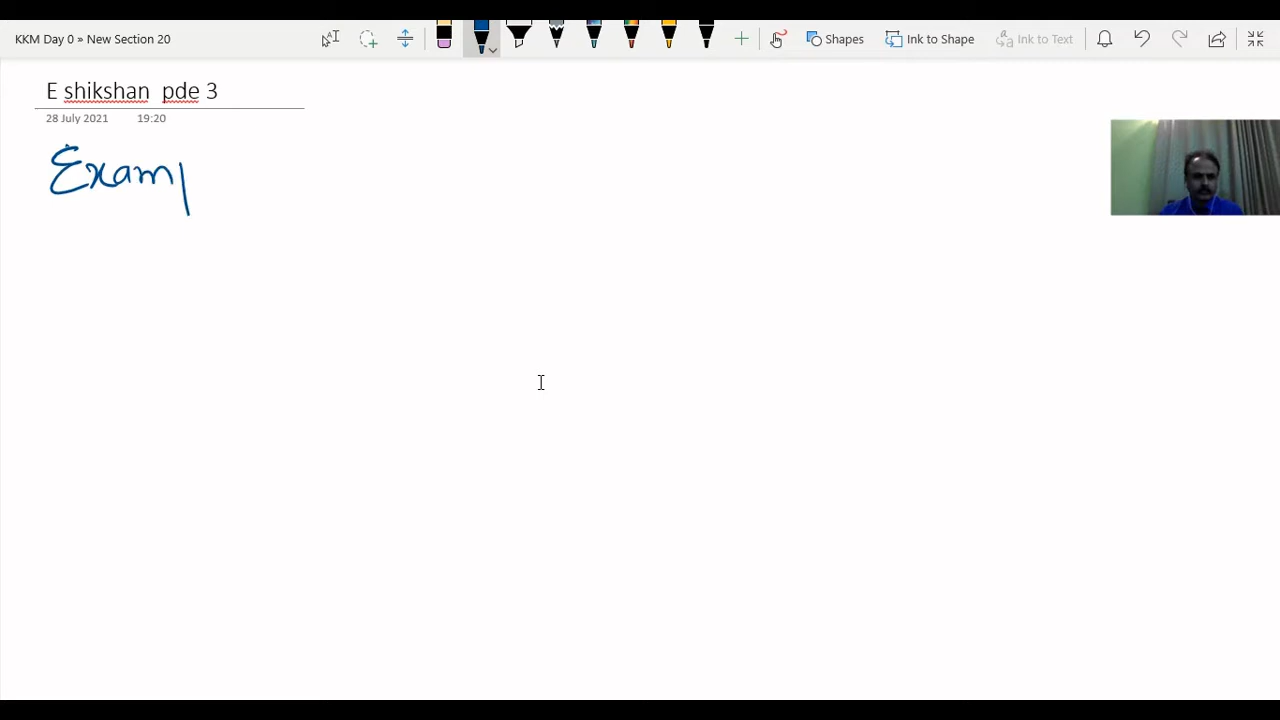 KKM Day 0 » New Section 20
Shapes
Ink to Shape
Ink to Text
E shikshan pde 3
28 July 2021 19:20
Exam